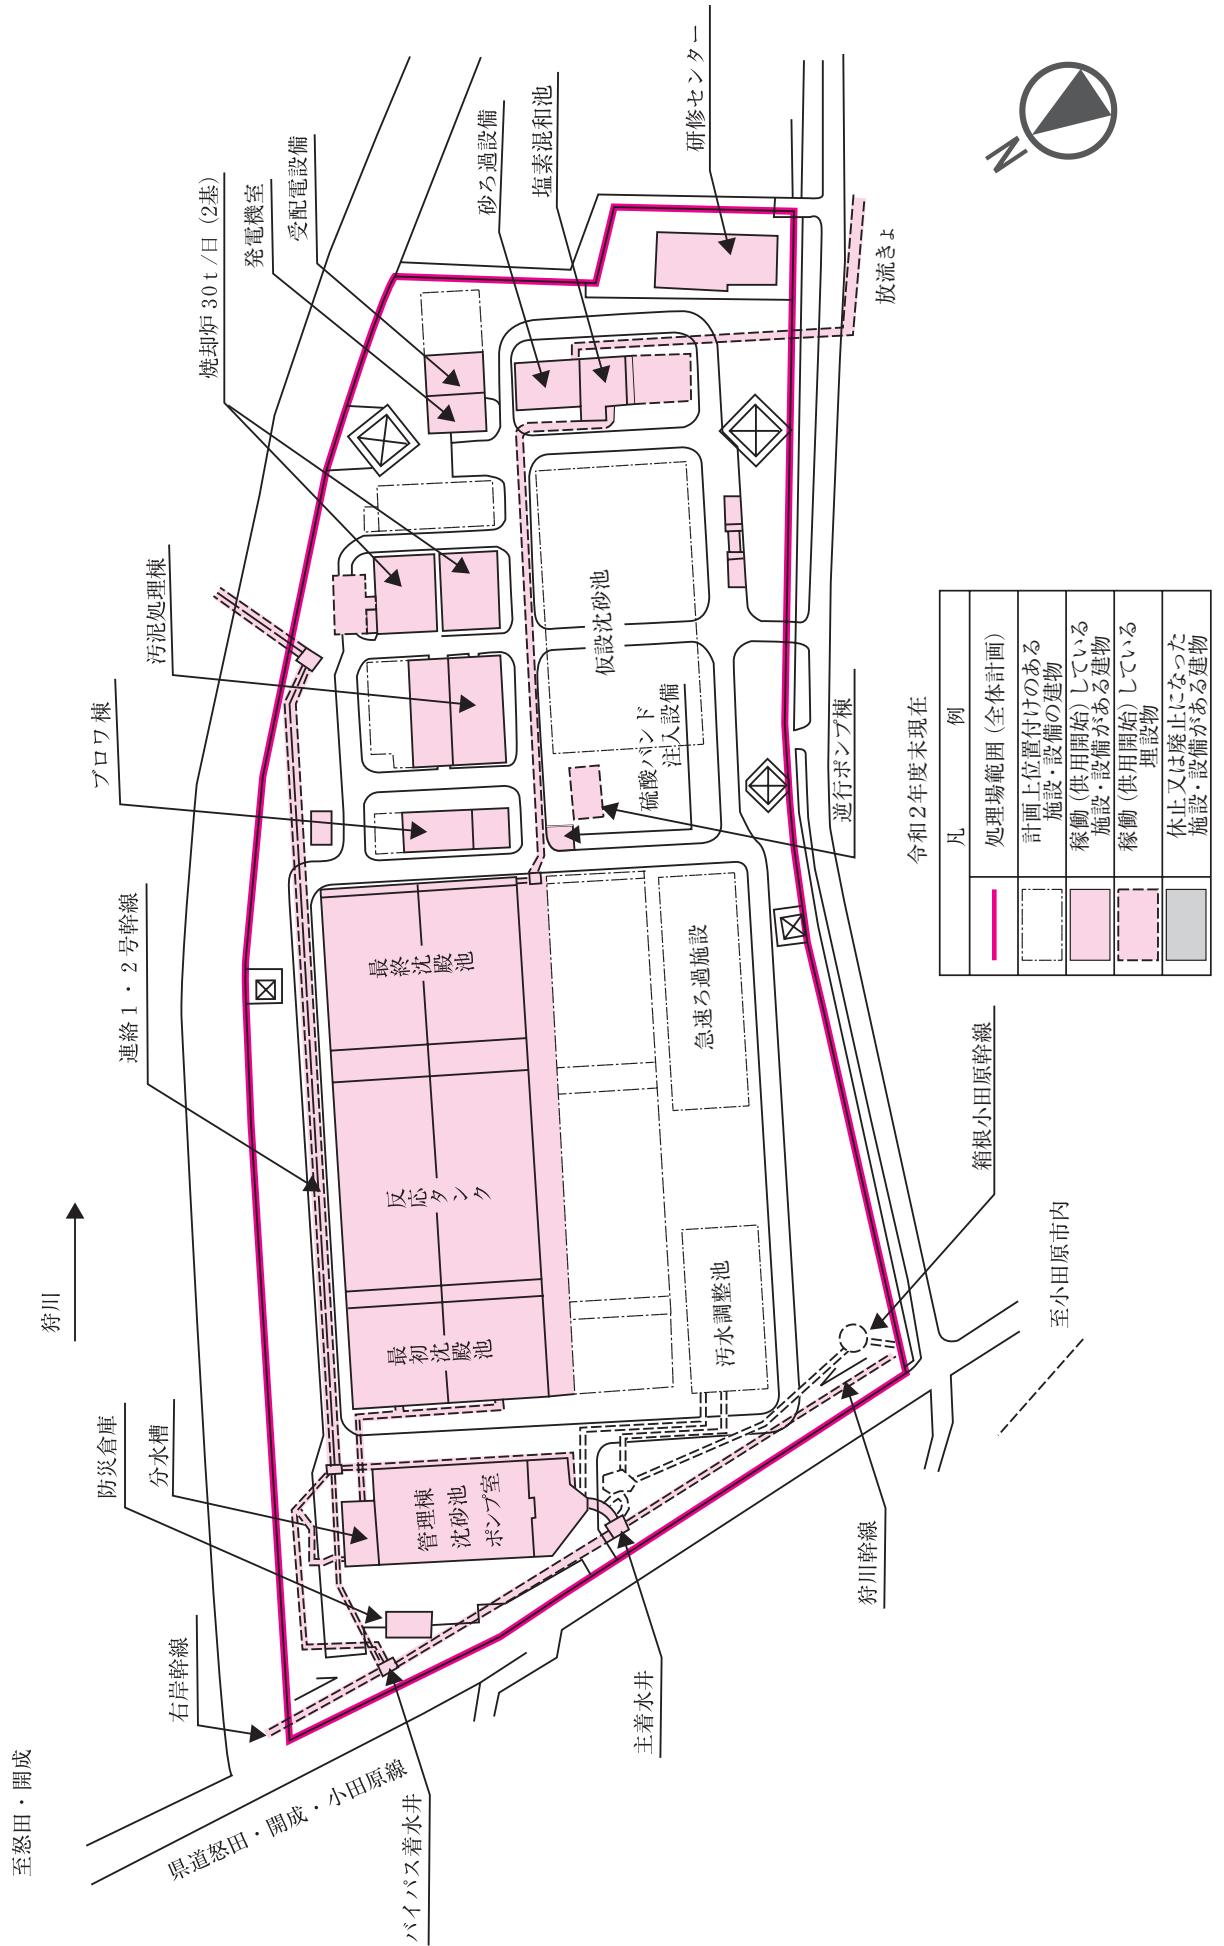 至怒田・開成
県道怒田・開成・小田原線
狩川
右岸幹線
バイパス着水井
防災倉庫
分水槽
連絡1・2号幹線
ブロワ棟
汚泥処理棟
焼却炉30t/日(2基)
発電機室
受配電設備
砂ろ過設備
塩素混和池
研修センター
放流きょ
N
最終沈殿池
反応タンク
最初沈殿池
管理棟
沈砂池
ポンプ室
仮設沈砂池
硫酸バンド
注入設備
逆行ポンプ棟
急速ろ過施設
汚水調整池
主着水井
狩川幹線
箱根小田原幹線
至小田原市内
令和2年度末現在
凡 例
処理場範囲(全体計画)
計画上位置付けのある
施設・設備の建物
稼働(供用開始)している
施設・設備がある建物
稼働(供用開始)している
埋設物
休止又は廃止になった
施設・設備がある建物